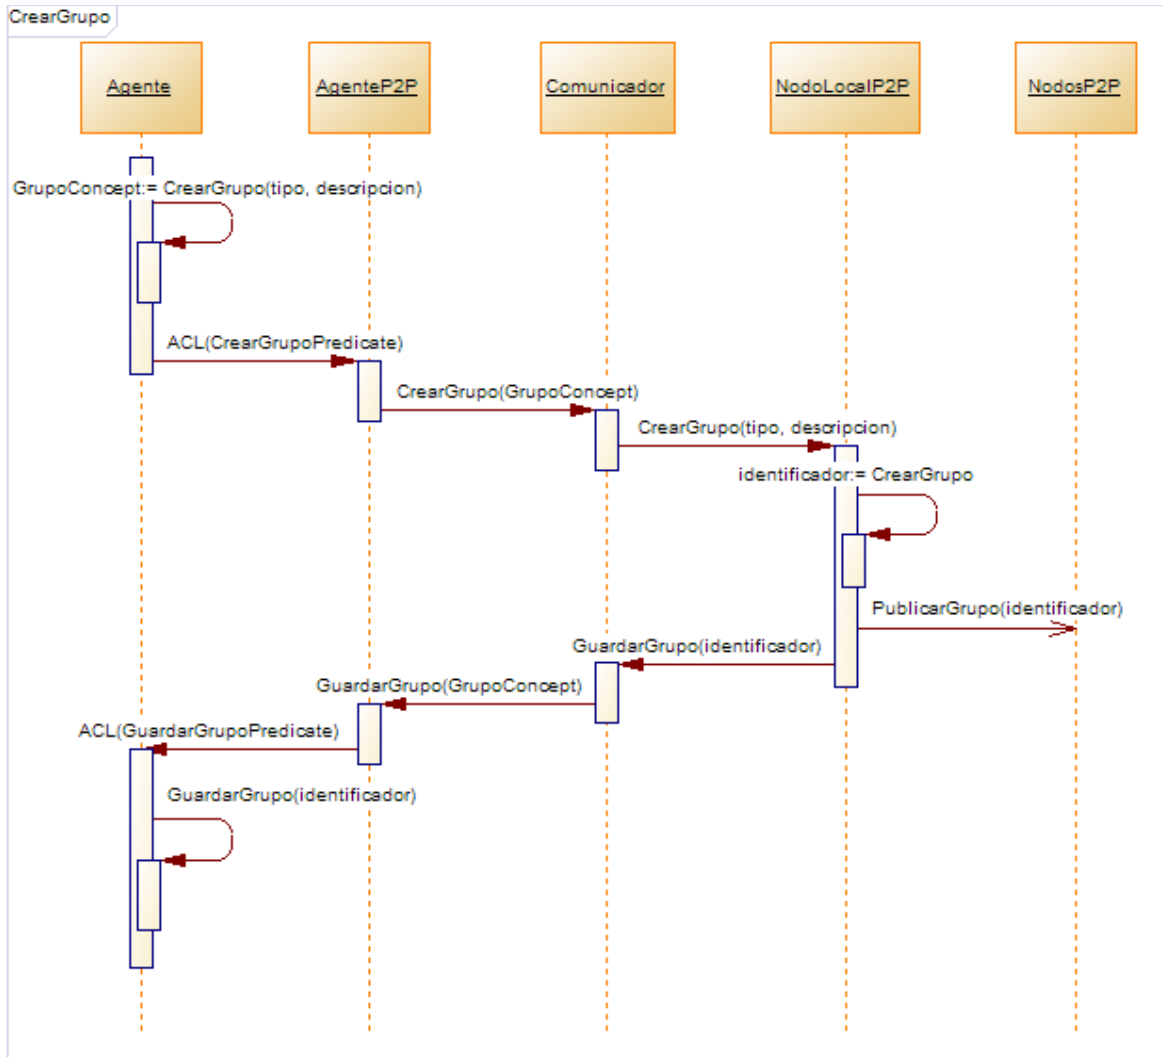 CrearGrupo
Agente
AgenteP2P
Comunicador
NodoLocalP2P
NodosP2P
GrupoConcept:= CrearGrupo(tipo, descripcion)
ACL(CrearGrupoPredicate)
CrearGrupo(GrupoConcept)
CrearGrupo(tipo, descripcion)
identificador:= CrearGrupo
PublicarGrupo(identificador)
GuardarGrupo(identificador)
GuardarGrupo(GrupoConcept)
ACL(GuardarGrupoPredicate)
GuardarGrupo(identificador)